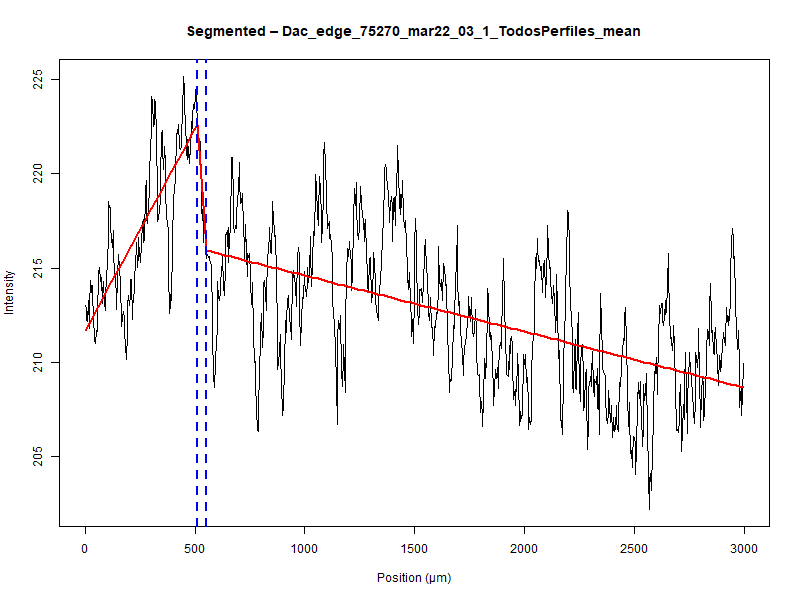 Segmented – Dac_edge_75270_mar22_03_1_TodosPerfiles_mean
225
220
215
210
205
Intensity
0 500 1000 1500 2000 2500 3000
Position (µm)